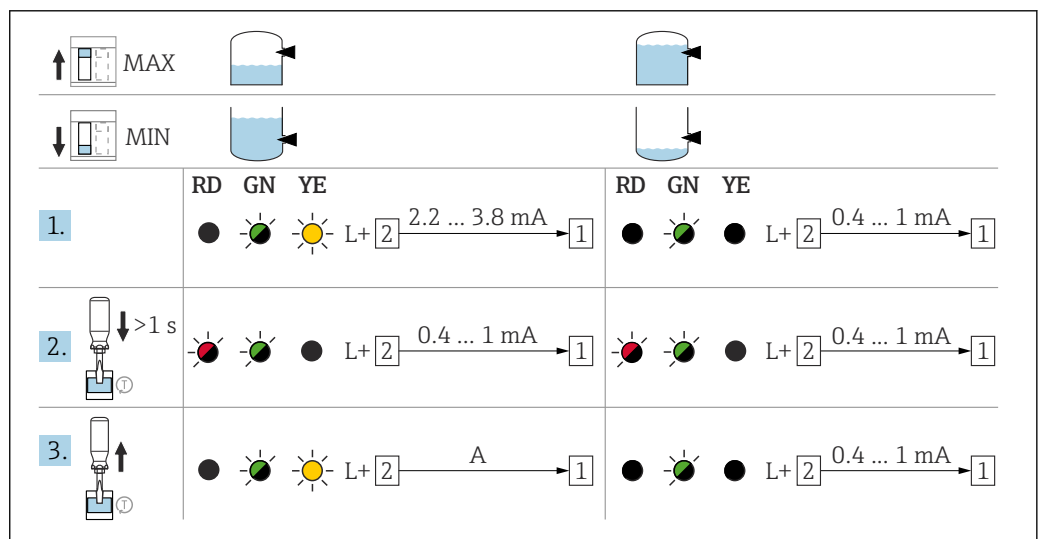 MAX
MIN
RD GN YE RD GN YE
1. L+ 2 2.2 ... 3.8 mA 1 L+ 2 0.4 ... 1 mA 1
2. >1 s T L+ 2 0.4 ... 1 mA 1 L+ 2 0.4 ... 1 mA 1
3. T L+ 2 A 1 L+ 2 0.4 ... 1 mA 1